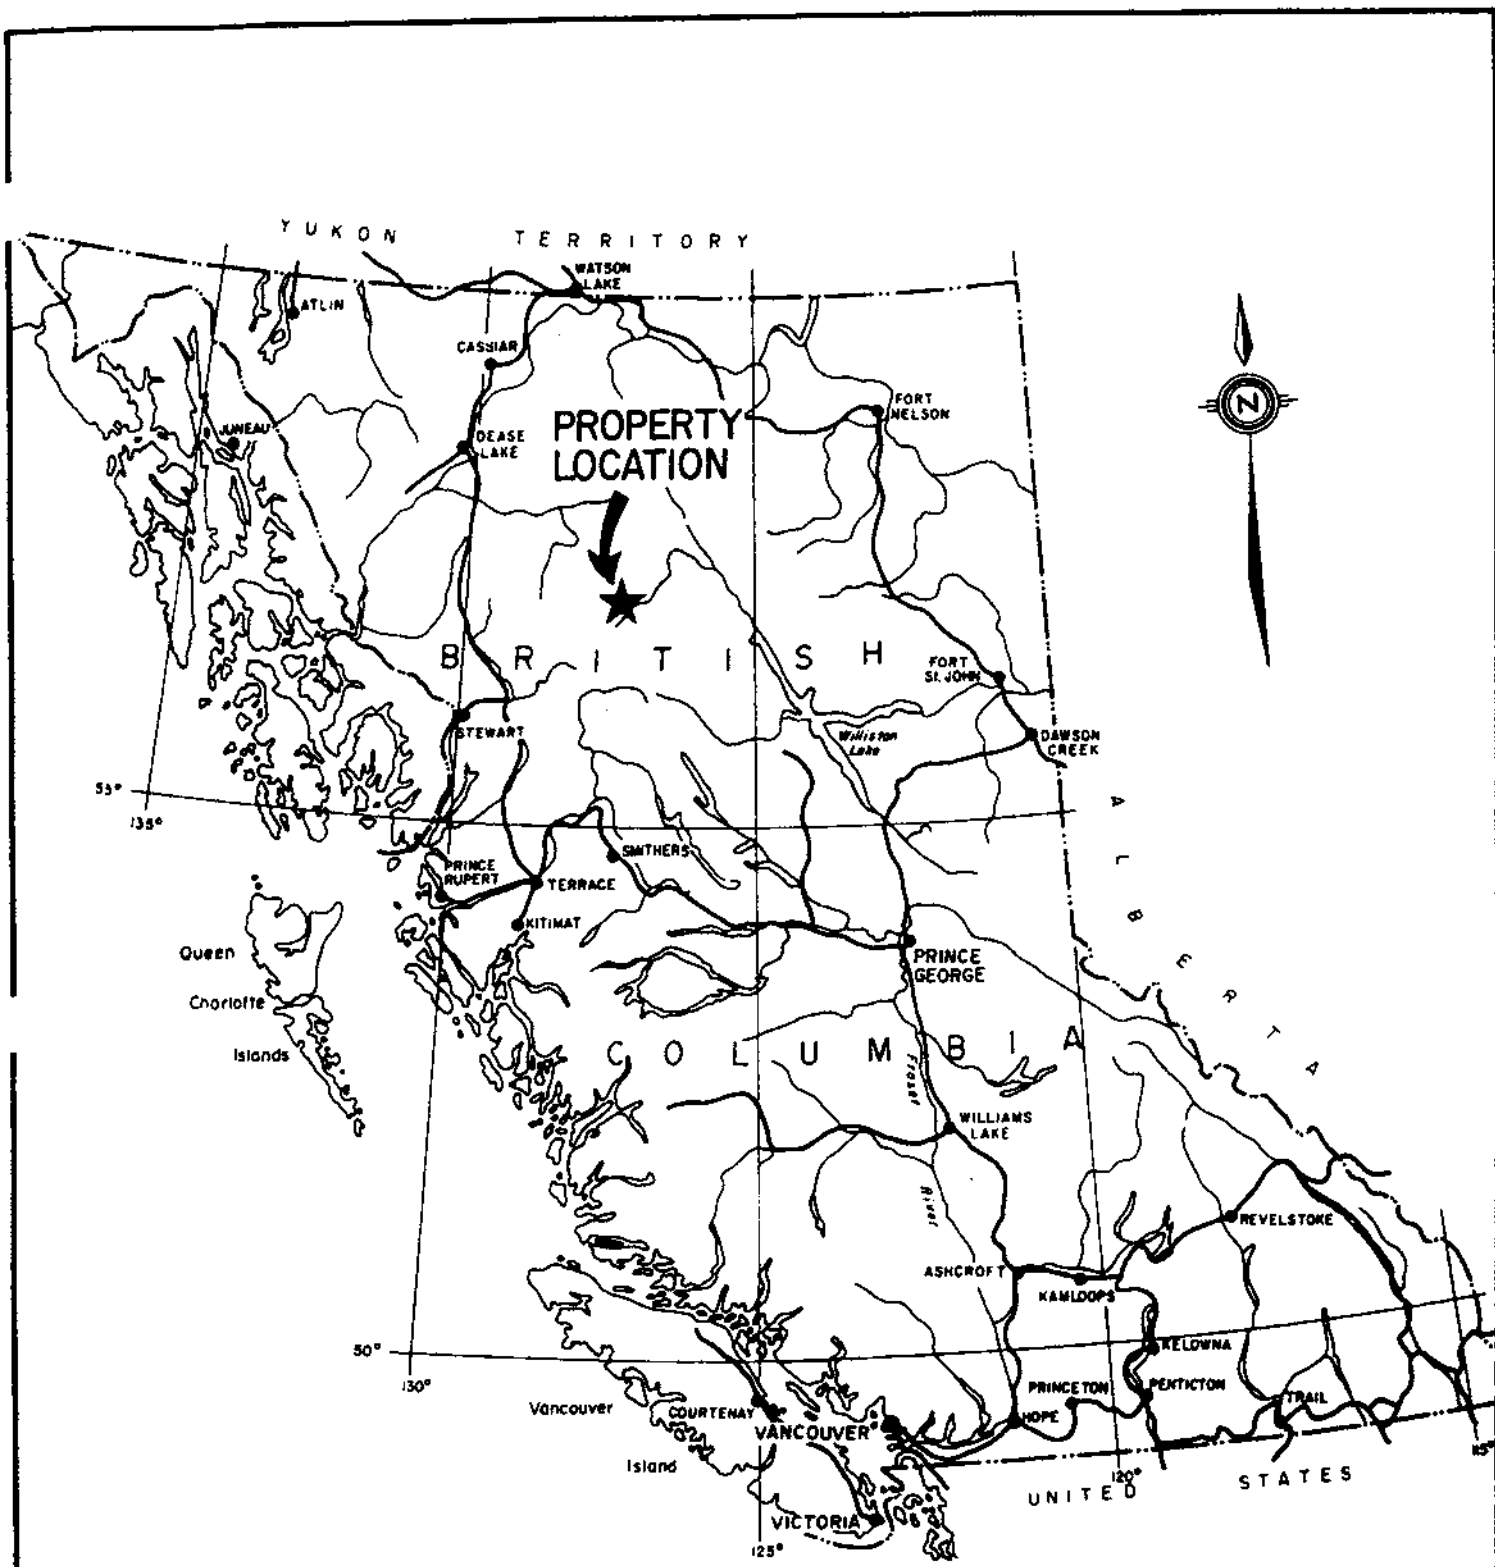 YUKON TERRITORY
WATSON
LAKE
ATLIN
CASSIAR
FORT
NELSON
PROPERTY
LOCATION
JUNEAU
DEASE
LAKE
N
BRITISH
FORT
ST. JOHN
STEWART
Williston
Lake
DAWSON
CREEK
55°
135°
ALBERTA
PRINCE
RUPERT
SMITHERS
TERRACE
KITIMAT
Queen
Charlotte
Islands
PRINCE
GEORGE
COLUMBIA
Fraser
River
WILLIAMS
LAKE
REVELSTOKE
ASHCROFT
KAMLOOPS
50°
130°
KELOWNA
PRINCETON
PENTICTON
TRAIL
Vancouver
Island
COURTENAY
VANCOUVER
HOPE
115°
120°
UNITED STATES
VICTORIA
125°